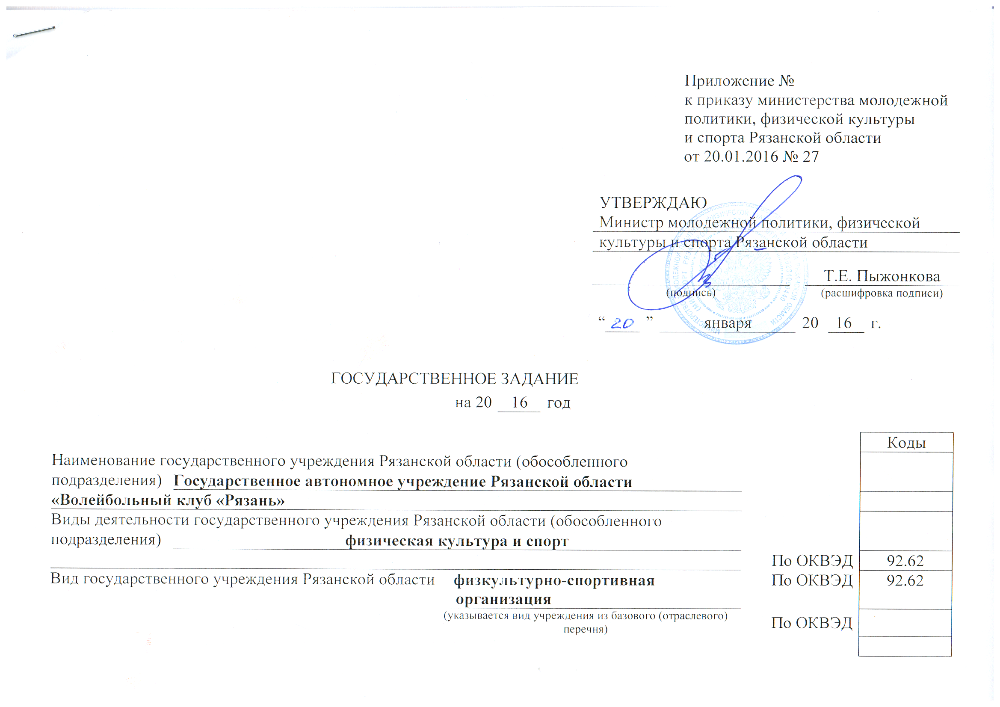 Приложение №
к приказу министерства молодежной
политики, физической культуры
и спорта Рязанской области
от 20.01.2016 № 27
УТВЕРЖДАЮ
Министр молодежной политики, физической
культуры и спорта Рязанской области
Т.Е. Пыжонкова
(подпись) (расшифровка подписи)
“ 20 ” января 20 16 г.
ГОСУДАРСТВЕННОЕ ЗАДАНИЕ
на 20 16 год
Коды
Наименование государственного учреждения Рязанской области (обособленного
подразделения) Государственное автономное учреждение Рязанской области
«Волейбольный клуб «Рязань»
Виды деятельности государственного учреждения Рязанской области (обособленного
подразделения) физическая культура и спорт
По ОКВЭД 92.62
Вид государственного учреждения Рязанской области физкультурно-спортивная По ОКВЭД 92.62
организация
(указывается вид учреждения из базового (отраслевого)
перечня)
По ОКВЭД